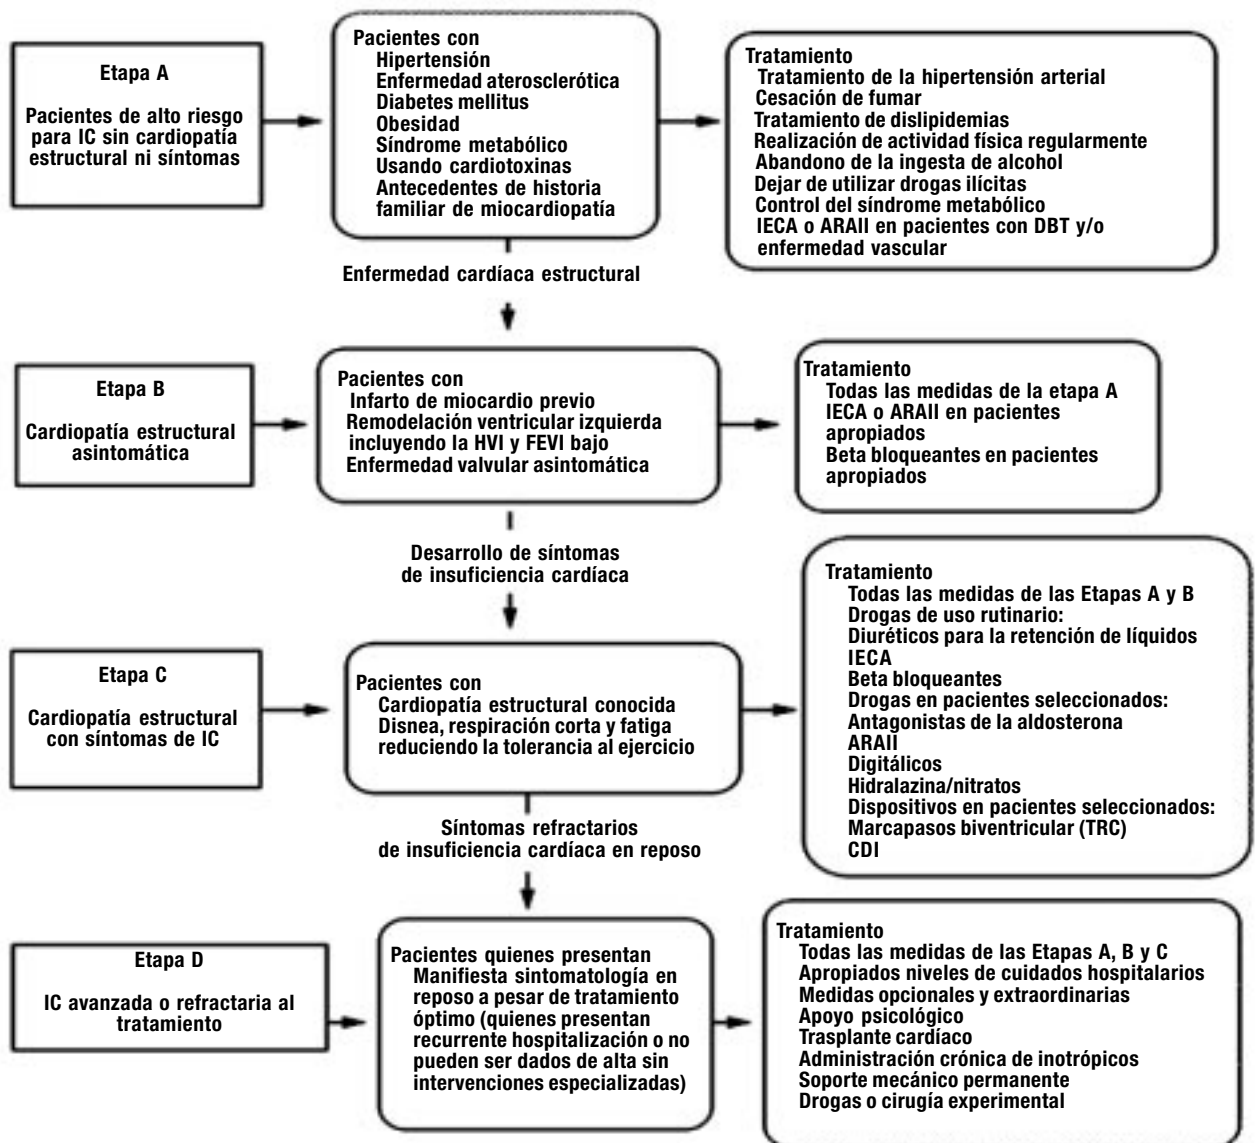 Etapa A
Pacientes de alto riesgo
para IC sin cardiopatía
estructural ni síntomas
Pacientes con
Hipertensión
Enfermedad aterosclerótica
Diabetes mellitus
Obesidad
Síndrome metabólico
Usando cardiotoxinas
Antecedentes de historia
familiar de miocardiopatía
Tratamiento
Tratamiento de la hipertensión arterial
Cesación de fumar
Tratamiento de dislipidemias
Realización de actividad física regularmente
Abandono de la ingesta de alcohol
Dejar de utilizar drogas ilícitas
Control del síndrome metabólico
IECA o ARAII en pacientes con DBT y/o
enfermedad vascular
Enfermedad cardíaca estructural
Etapa B
Cardiopatía estructural
asintomática
Pacientes con
Infarto de miocardio previo
Remodelación ventricular izquierda
incluyendo la HVI y FEVI bajo
Enfermedad valvular asintomática
Tratamiento
Todas las medidas de la etapa A
IECA o ARAII en pacientes
apropiados
Beta bloqueantes en pacientes
apropiados
Desarrollo de síntomas
de insuficiencia cardíaca
Etapa C
Cardiopatía estructural
con síntomas de IC
Pacientes con
Cardiopatía estructural conocida
Disnea, respiración corta y fatiga
reduciendo la tolerancia al ejercicio
Tratamiento
Todas las medidas de las Etapas A y B
Drogas de uso rutinario:
Diuréticos para la retención de líquidos
IECA
Beta bloqueantes
Drogas en pacientes seleccionados:
Antagonistas de la aldosterona
ARAII
Digitálicos
Hidralazina/nitratos
Dispositivos en pacientes seleccionados:
Marcapasos biventricular (TRC)
CDI
Síntomas refractarios
de insuficiencia cardíaca en reposo
Etapa D
IC avanzada o refractaria al
tratamiento
Pacientes quienes presentan
Manifiesta sintomatología en
reposo a pesar de tratamiento
óptimo (quienes presentan
recurrente hospitalización o no
pueden ser dados de alta sin
intervenciones especializadas)
Tratamiento
Todas las medidas de las Etapas A, B y C
Apropiados niveles de cuidados hospitalarios
Medidas opcionales y extraordinarias
Apoyo psicológico
Trasplante cardíaco
Administración crónica de inotrópicos
Soporte mecánico permanente
Drogas o cirugía experimental